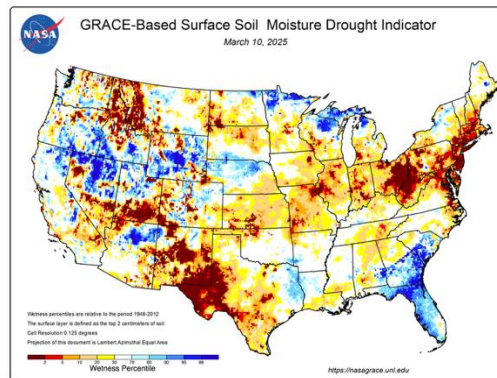 NASA
GRACE-Based Surface Soil Moisture Drought Indicator
March 10, 2025
Wetness percentiles are relative to the period 1948-2012
The surface layer is defined as the top 2 centimeters of soil
Cell Resolution 0.125 degrees
Projection of this document is Lambert Azimuthal Equal Area
2 5 10 20 30 70 80 90 95 98
Wetness Percentile
https://nasagrace.unl.edu